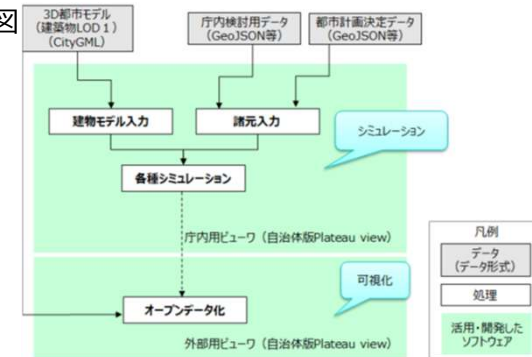 図
3D都市モデル
（建築物LOD１）
（CityGML）
庁内検討用データ
（GeoJSON等）
都市計画決定データ
（GeoJSON等）
建物モデル入力
諸元入力
シミュレーション
各種シミュレーション
庁内用ビューワ（自治体版Plateau view）
可視化
オープンデータ化
外部用ビューワ（自治体版Plateau view）
凡例
データ
（データ形式）
処理
活用・開発した
ソフトウェア